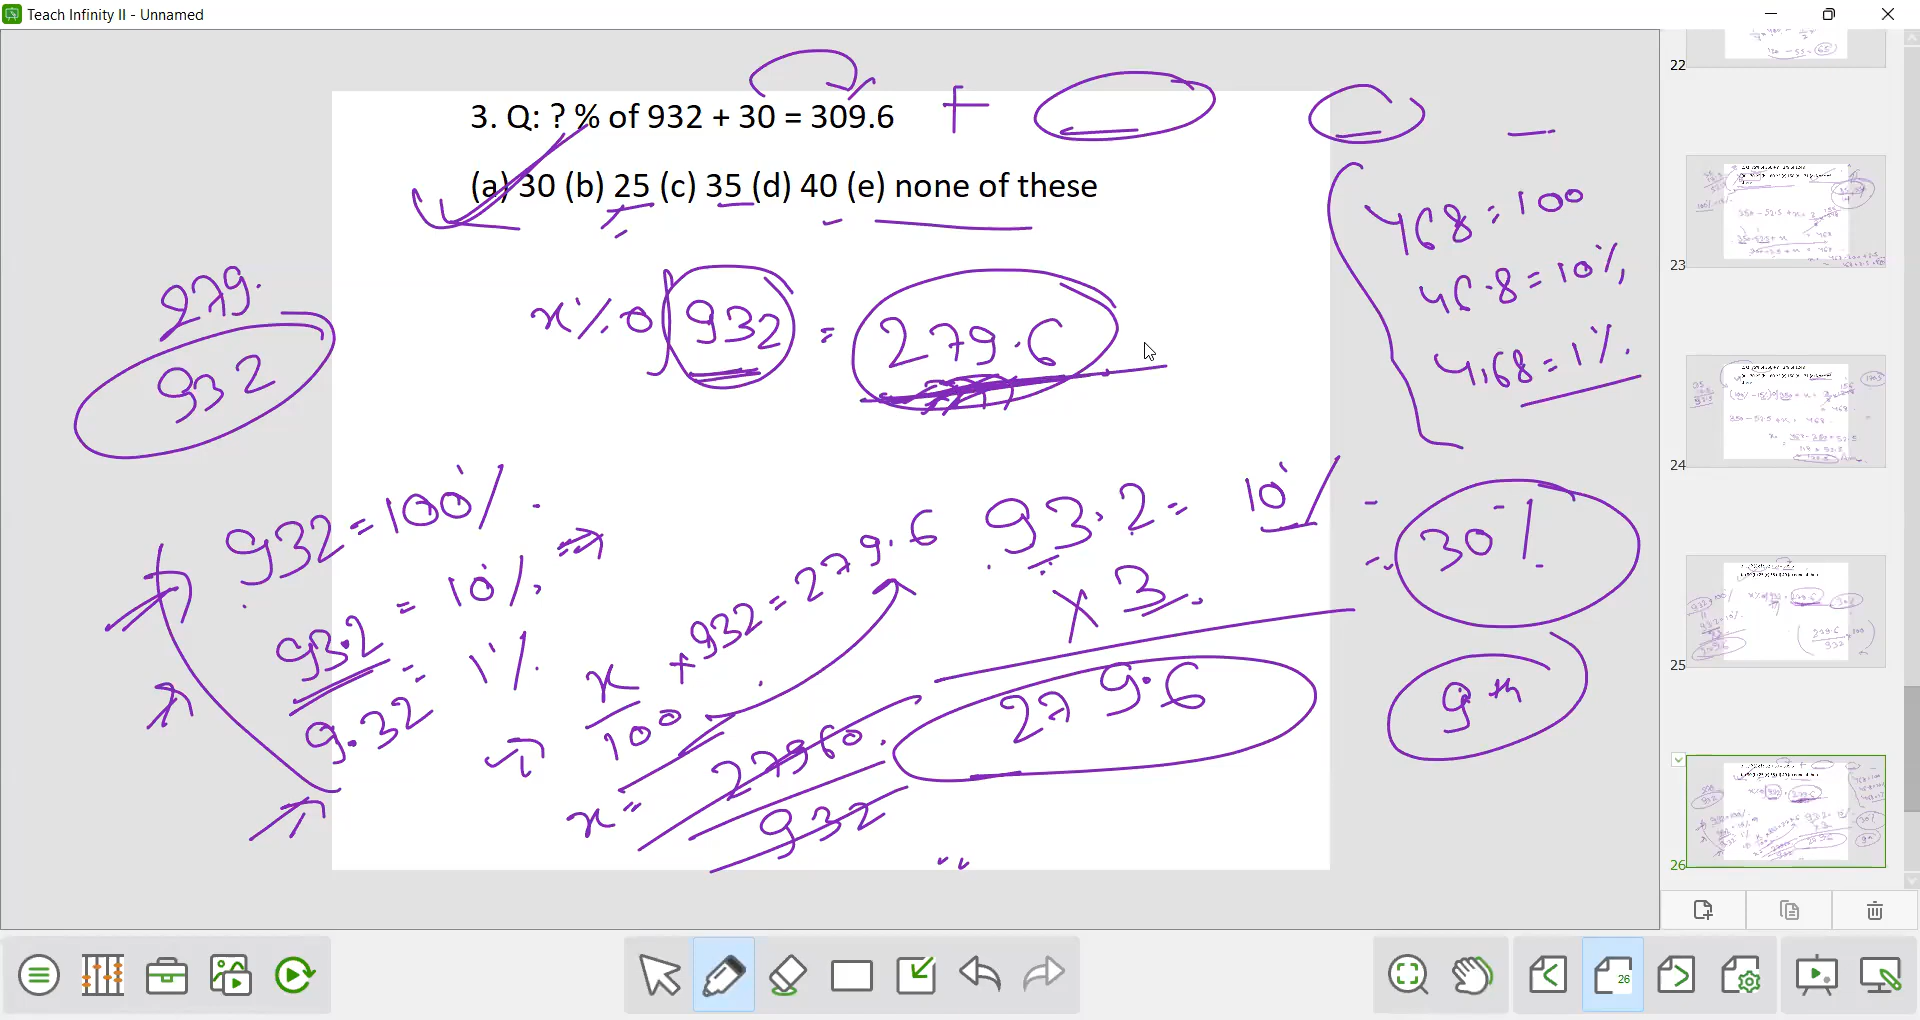 Teach Infinity II - Unnamed
3. Q: ? % of 932 + 30 = 309.6 +
(a) 30 (b) 25 (c) 35 (d) 40 (e) none of these
468 = 100
46.8 = 10%
4.68 = 1%
x% of 932 = 279.6
279.
932
932 = 100%
93.2 = 10%
9.32 = 1%
x/100 × 932 = 279.6
x = 27960/932
93.2 = 10%
× 3
279.6
= 30%
9th
22
23
24
25
26
26